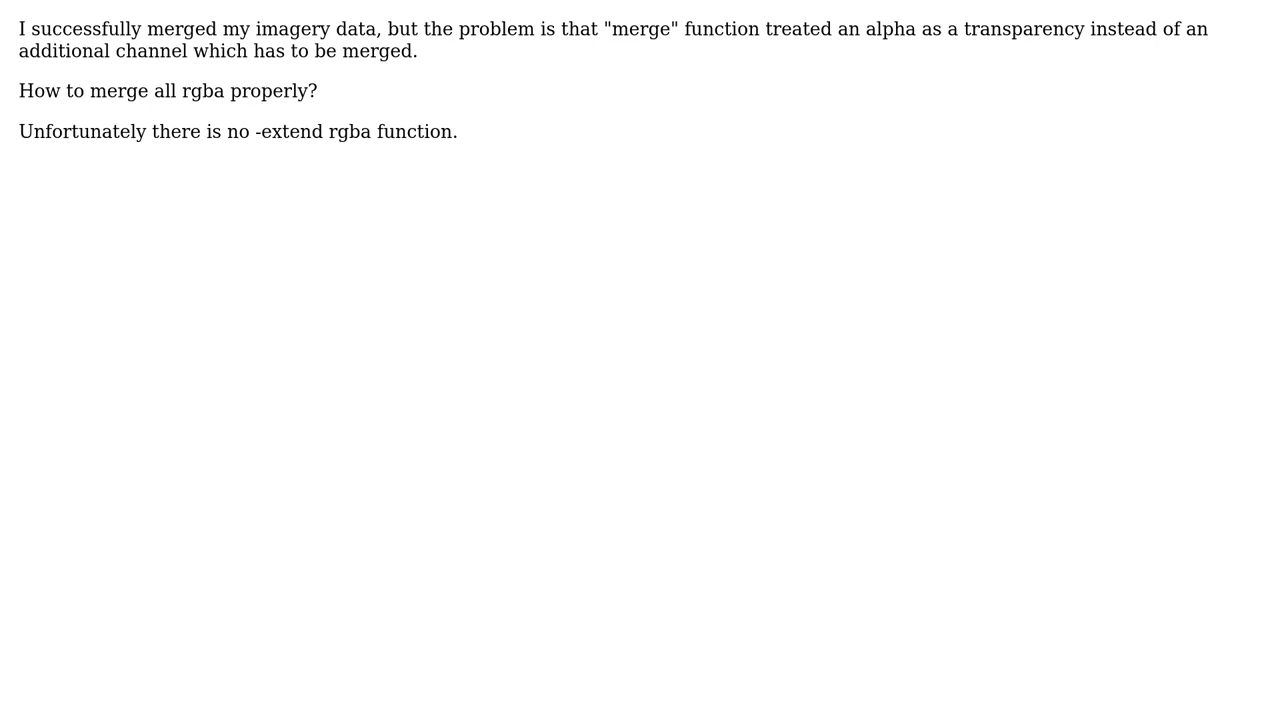 I successfully merged my imagery data, but the problem is that "merge" function treated an alpha as a transparency instead of an
additional channel which has to be merged.
How to merge all rgba properly?
Unfortunately there is no -extend rgba function.